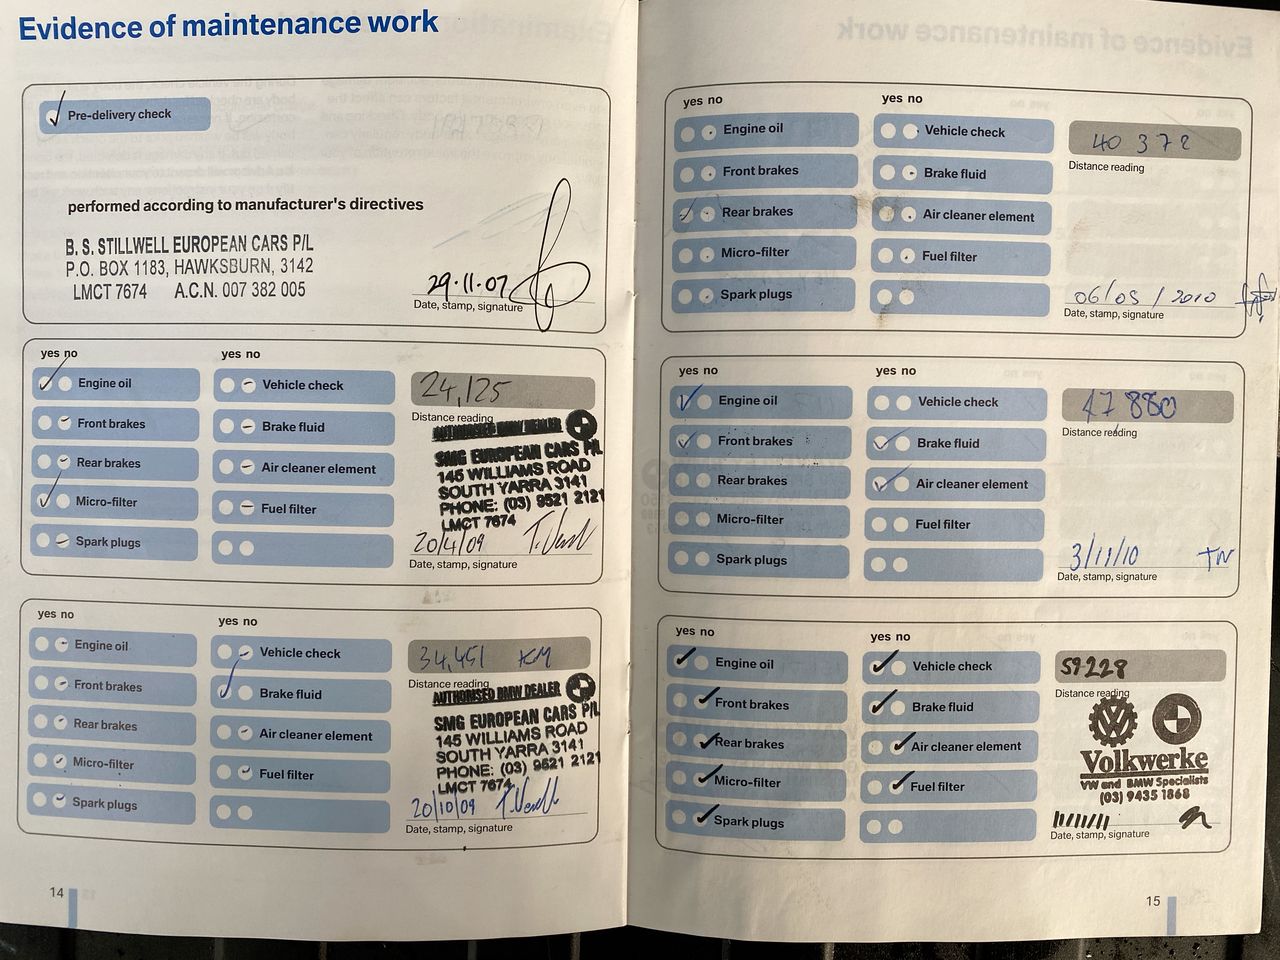 Evidence of maintenance work
Pre-delivery check
performed according to manufacturer's directives
B. S. STILLWELL EUROPEAN CARS P/L
P.O. BOX 1183, HAWKSBURN, 3142
LMCT 7674 A.C.N. 007 382 005
29.11.07
Date, stamp, signature
yes no
yes no
Engine oil
Front brakes
Rear brakes
Micro-filter
Spark plugs
Vehicle check
Brake fluid
Air cleaner element
Fuel filter
24,125
Distance reading
AUTHORISED BMW DEALER
SMG EUROPEAN CARS P/L
145 WILLIAMS ROAD
SOUTH YARRA 3141
PHONE: (03) 9521 2121
LMCT 7674
20/4/09
Date, stamp, signature
yes no
yes no
Engine oil
Front brakes
Rear brakes
Micro-filter
Spark plugs
Vehicle check
Brake fluid
Air cleaner element
Fuel filter
34,451 KM
Distance reading
AUTHORISED BMW DEALER
SMG EUROPEAN CARS P/L
145 WILLIAMS ROAD
SOUTH YARRA 3141
PHONE: (03) 9521 2121
LMCT 7674
20/10/09
Date, stamp, signature
14
yes no
yes no
Engine oil
Front brakes
Rear brakes
Micro-filter
Spark plugs
Vehicle check
Brake fluid
Air cleaner element
Fuel filter
40 372
Distance reading
06/05/2010
Date, stamp, signature
yes no
yes no
Engine oil
Front brakes
Rear brakes
Micro-filter
Spark plugs
Vehicle check
Brake fluid
Air cleaner element
Fuel filter
47880
Distance reading
3/11/10 TN
Date, stamp, signature
yes no
yes no
Engine oil
Front brakes
Rear brakes
Micro-filter
Spark plugs
Vehicle check
Brake fluid
Air cleaner element
Fuel filter
59228
Distance reading
Volkwerke
VW and BMW Specialists
(03) 9435 1868
11/11/11
Date, stamp, signature
15